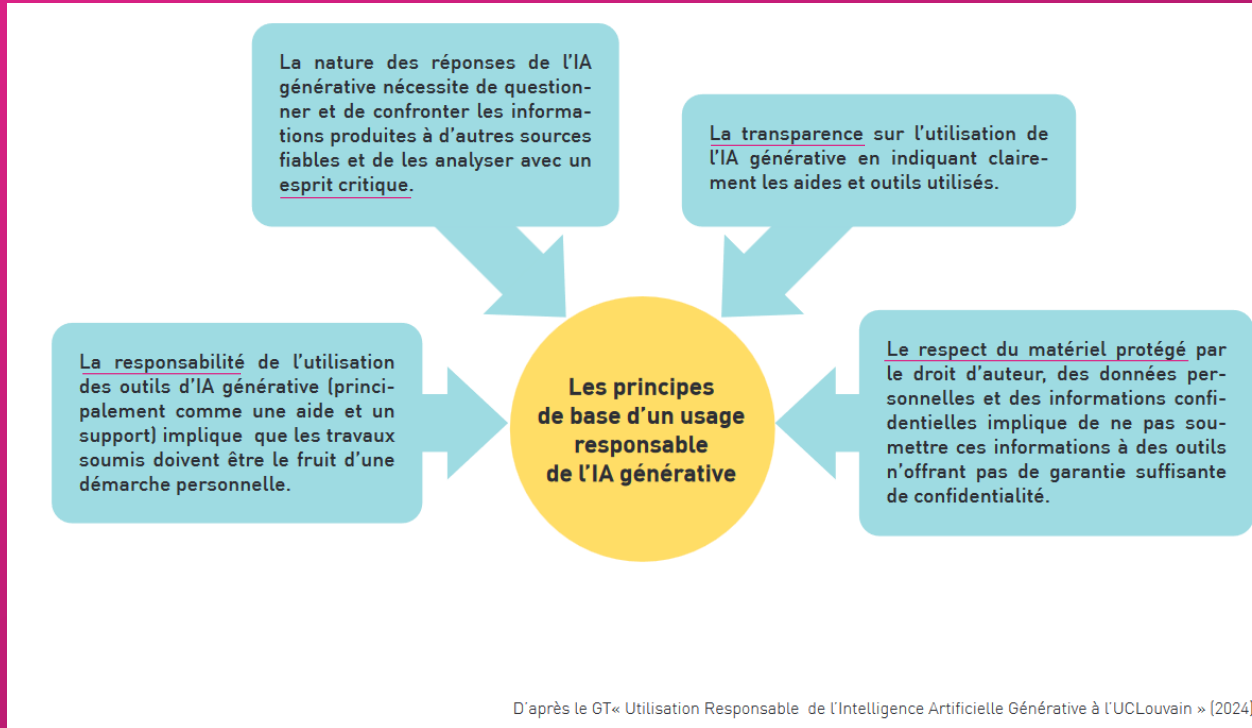 La nature des réponses de l'IA
générative nécessite de question-
ner et de confronter les informa-
tions produites à d'autres sources
fiables et de les analyser avec un
esprit critique.
La transparence sur l'utilisation de
l'IA générative en indiquant claire-
ment les aides et outils utilisés.
La responsabilité de l'utilisation
des outils d'IA générative (princi-
palement comme une aide et un
support) implique que les travaux
soumis doivent être le fruit d'une
démarche personnelle.
Les principes
de base d'un usage
responsable
de l'IA générative
Le respect du matériel protégé par
le droit d'auteur, des données per-
sonnelles et des informations confi-
dentielles implique de ne pas sou-
mettre ces informations à des outils
n'offrant pas de garantie suffisante
de confidentialité.
D'après le GT« Utilisation Responsable de l'Intelligence Artificielle Générative à l'UCLouvain » (2024)